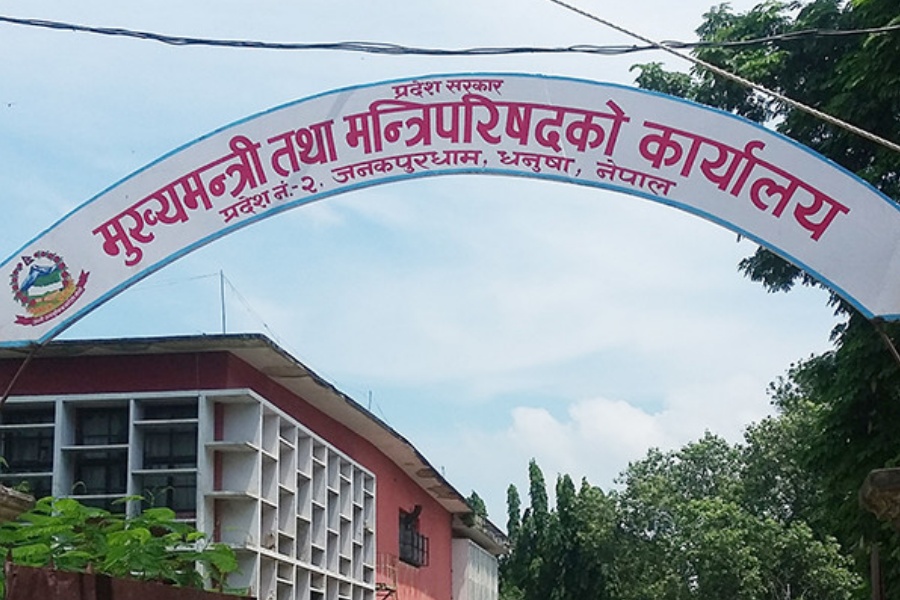 प्रदेश सरकार
मुख्यमन्त्री तथा मन्त्रिपरिषदको कार्यालय
प्रदेश नं.-२, जनकपुरधाम, धनुषा, नेपाल